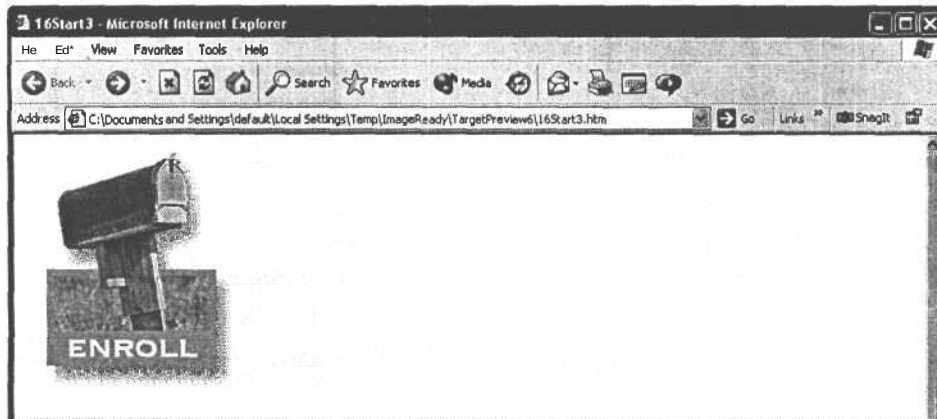 16Start3 - Microsoft Internet Explorer
He Ed* View Favorites Tools Help
Back Search Favorites Media
Address C:\Documents and Settings\default\Local Settings\Temp\ImageReady\TargetPreview6\16Start3.htm Go Links » SnagIt
ENROLL